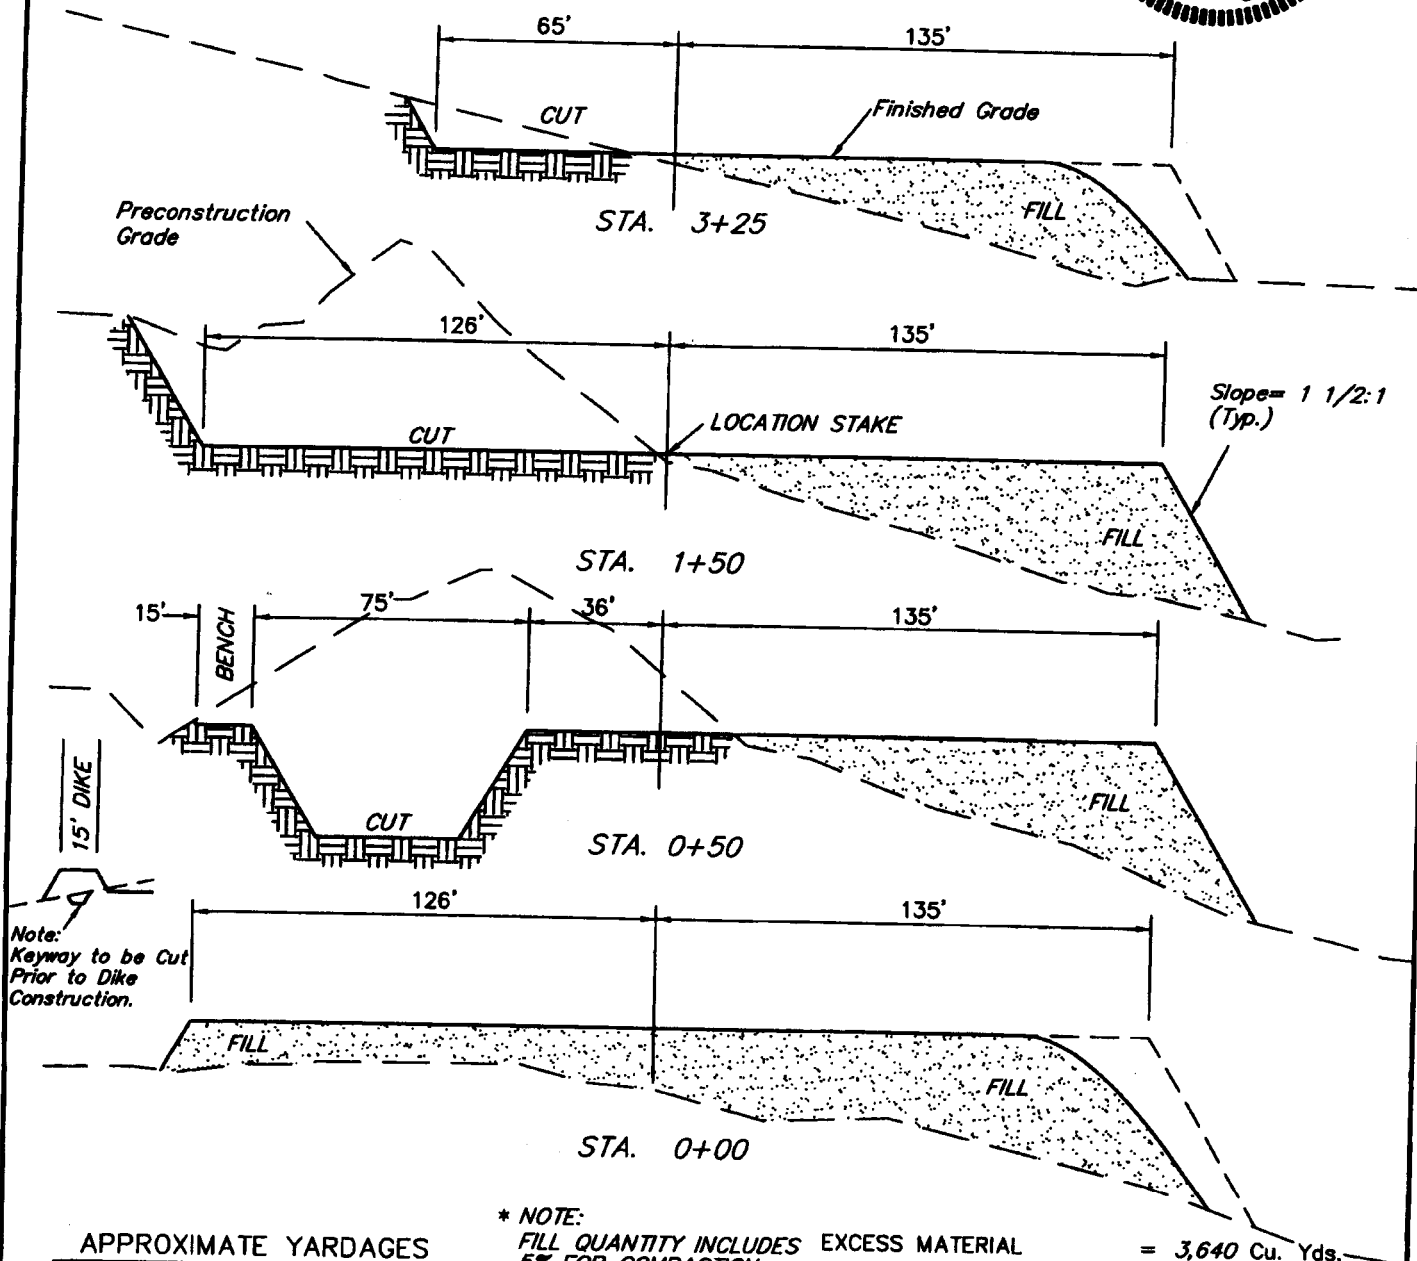 65' 135'
CUT
Finished Grade
FILL
STA. 3+25
Preconstruction
Grade
126' 135'
Slope= 1 1/2:1
(Typ.)
CUT
LOCATION STAKE
FILL
STA. 1+50
15' BENCH 75' 36' 135'
15' DIKE
CUT
FILL
STA. 0+50
126' 135'
Note:
Keyway to be Cut
Prior to Dike
Construction.
FILL
FILL
STA. 0+00
APPROXIMATE YARDAGES
* NOTE:
FILL QUANTITY INCLUDES
5% FOR COMPACTION
EXCESS MATERIAL = 3,640 Cu. Yds.